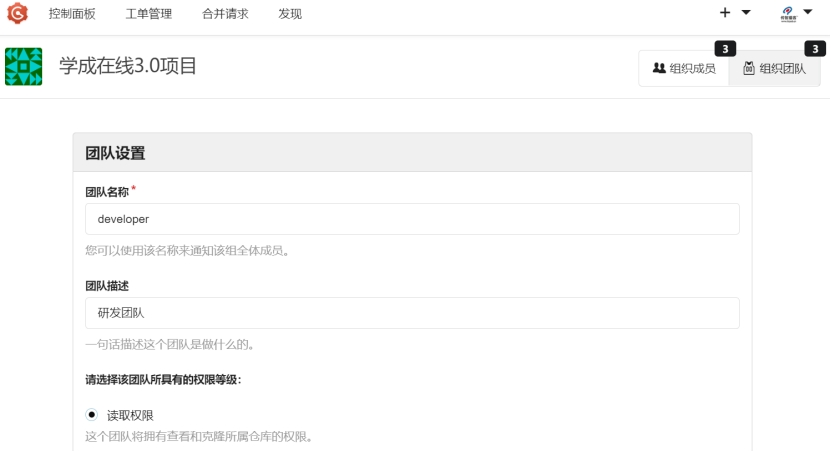 控制面板 工单管理 合并请求 发现
学成在线3.0项目
3 3
组织成员 组织团队
团队设置
团队名称*
developer
您可以使用该名称来通知该组全体成员。
团队描述
研发团队
一句话描述这个团队是做什么的。
请选择该团队所具有的权限等级：
读取权限
这个团队将拥有查看和克隆所属仓库的权限。